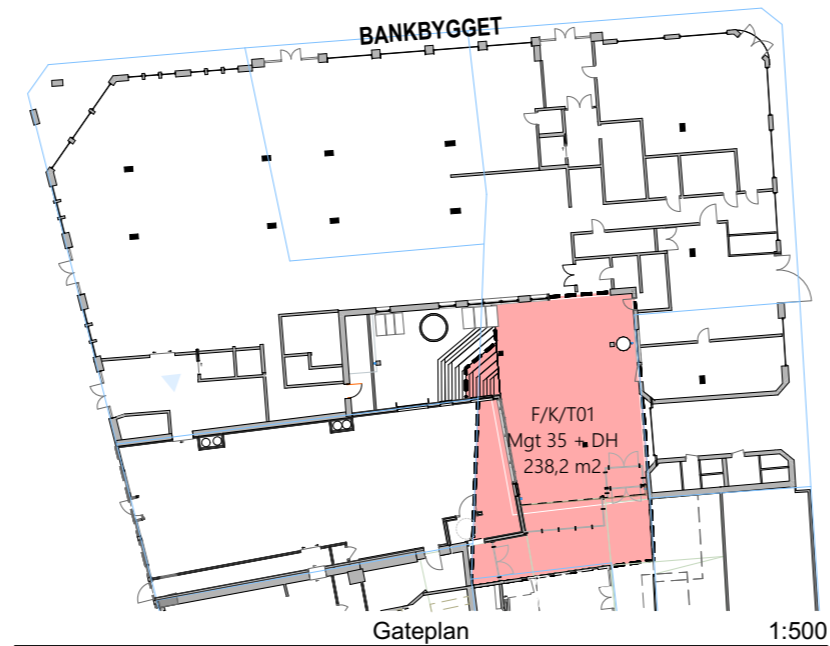 BANKBYGGET
F/K/T01
Mgt 35 + DH
238,2 m2
Gateplan 1:500